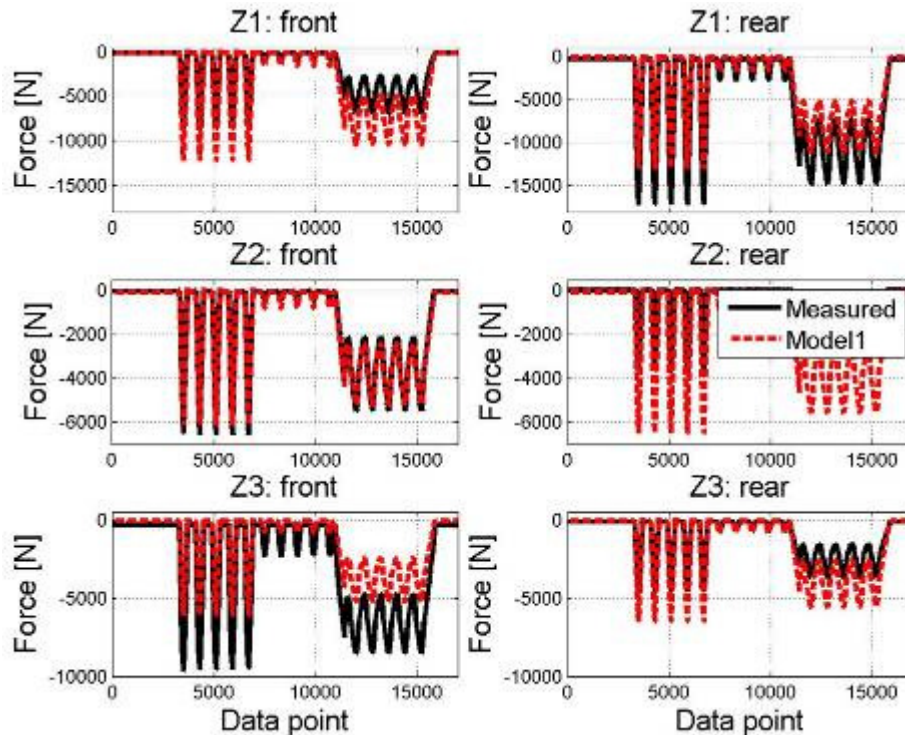 Z1: front
Z1: rear
Force [N]
0
-5000
-10000
-15000
0 5000 10000 15000
Force [N]
0
-5000
-10000
-15000
0 5000 10000 15000
Z2: front
Z2: rear
Force [N]
0
-2000
-4000
-6000
0 5000 10000 15000
Force [N]
0
-2000
-4000
-6000
0 5000 10000 15000
Measured
Model1
Z3: front
Z3: rear
Force [N]
0
-5000
-10000
0 5000 10000 15000
Data point
Force [N]
0
-5000
-10000
0 5000 10000 15000
Data point